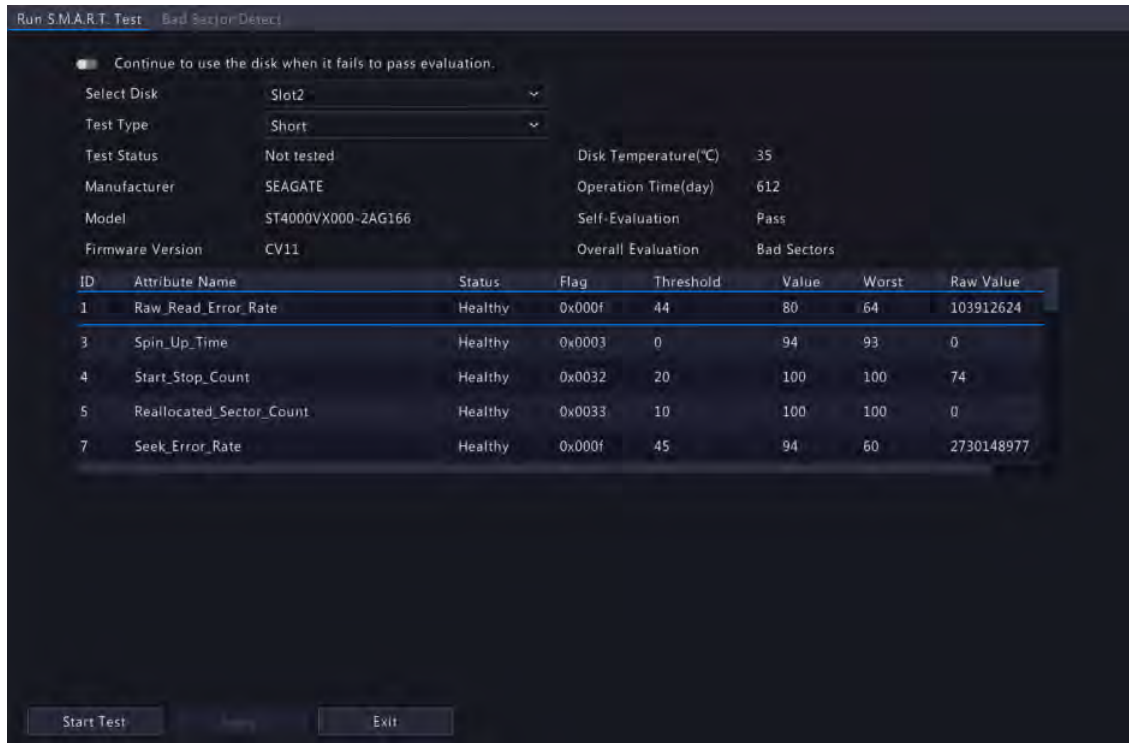 Run S.M.A.R.T. Test Bad Sector Detect
Continue to use the disk when it fails to pass evaluation.
Select Disk Slot2
Test Type Short
Test Status Not tested Disk Temperature(℃) 35
Manufacturer SEAGATE Operation Time(day) 612
Model ST4000VX000-2AG166 Self-Evaluation Pass
Firmware Version CV11 Overall Evaluation Bad Sectors
ID Attribute Name Status Flag Threshold Value Worst Raw Value
1 Raw_Read_Error_Rate Healthy 0x000f 44 80 64 103912624
3 Spin_Up_Time Healthy 0x0003 0 94 93 0
4 Start_Stop_Count Healthy 0x0032 20 100 100 74
5 Reallocated_Sector_Count Healthy 0x0033 10 100 100 0
7 Seek_Error_Rate Healthy 0x000f 45 94 60 2730148977
Start Test Exit